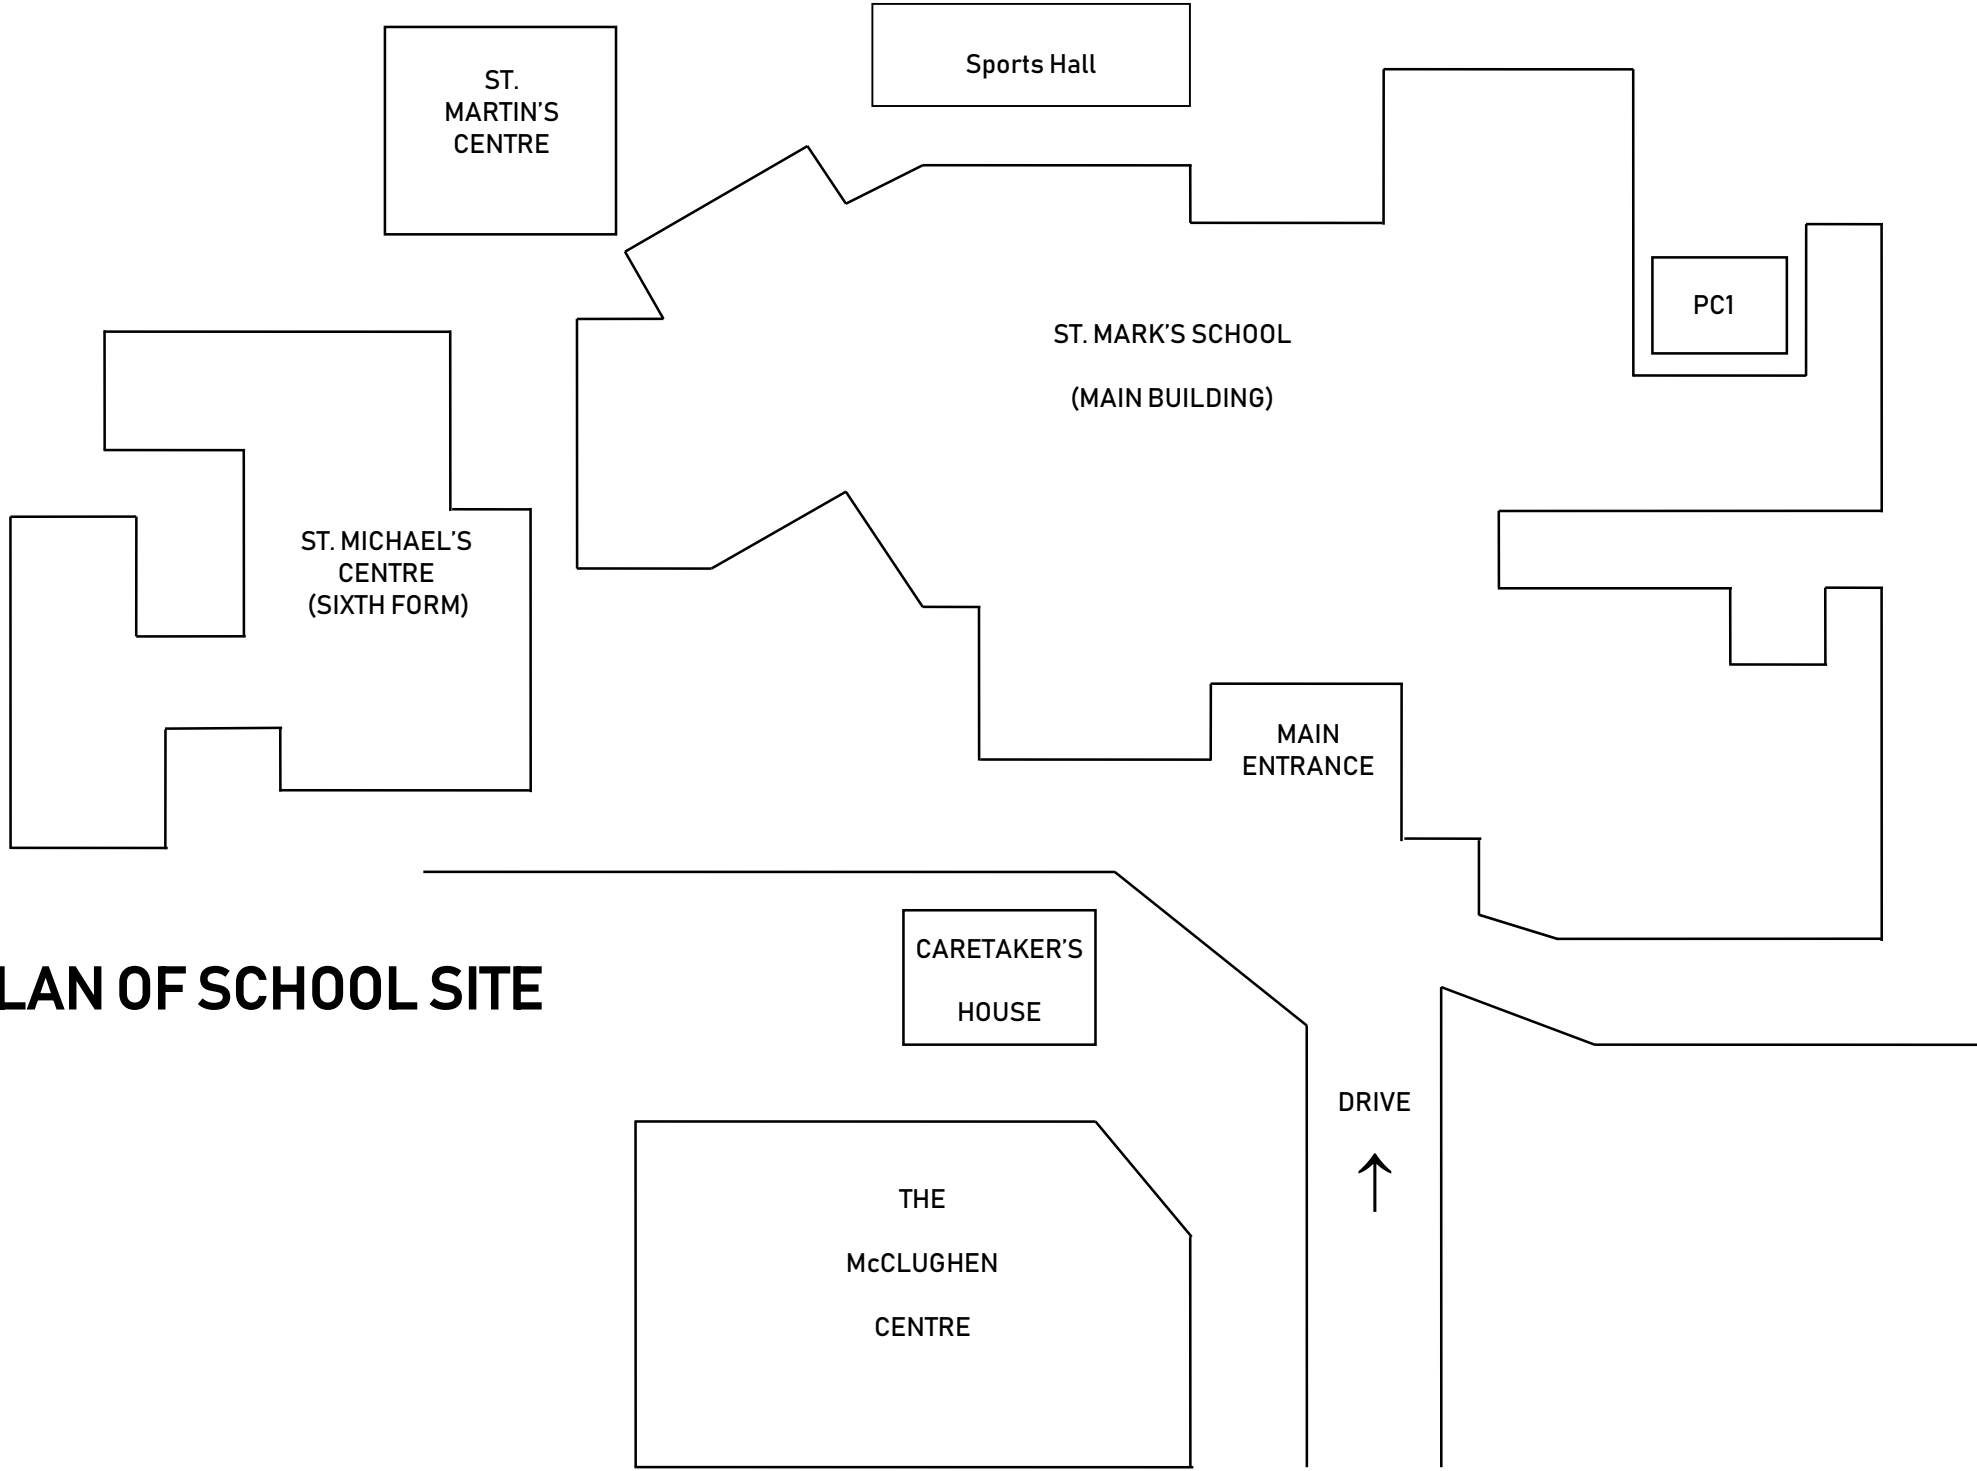 Sports Hall
ST.
MARTIN'S
CENTRE
PC1
ST. MARK'S SCHOOL
(MAIN BUILDING)
ST. MICHAEL'S
CENTRE
(SIXTH FORM)
MAIN
ENTRANCE
CARETAKER'S
HOUSE
LAN OF SCHOOL SITE
DRIVE
THE
McCLUGHEN
CENTRE